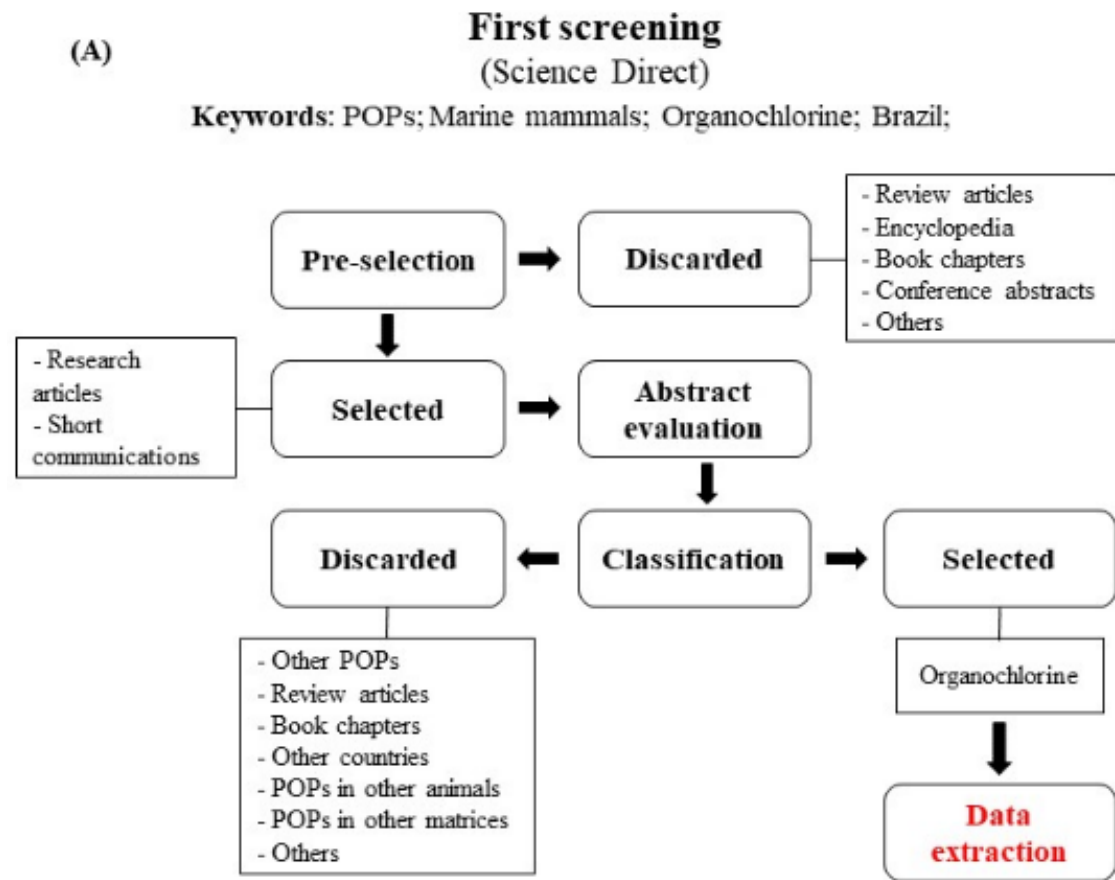 (A)
First screening
(Science Direct)
Keywords: POPs; Marine mammals; Organochlorine; Brazil;
Pre-selection
Discarded
- Review articles
- Encyclopedia
- Book chapters
- Conference abstracts
- Others
- Research
articles
- Short
communications
Selected
Abstract
evaluation
Discarded
Classification
Selected
- Other POPs
- Review articles
- Book chapters
- Other countries
- POPs in other animals
- POPs in other matrices
- Others
Organochlorine
Data
extraction